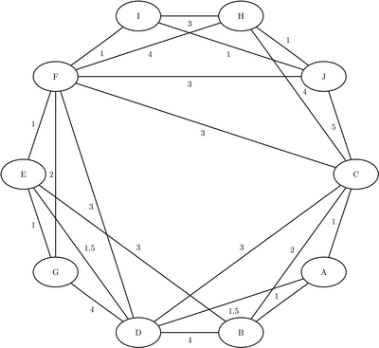 I H
3
1 4 1 1
F J
3 4
1 3 5
E 2 C
3
1 1.5 3 3 2 1
G A
4 1.5 1
D 4 B